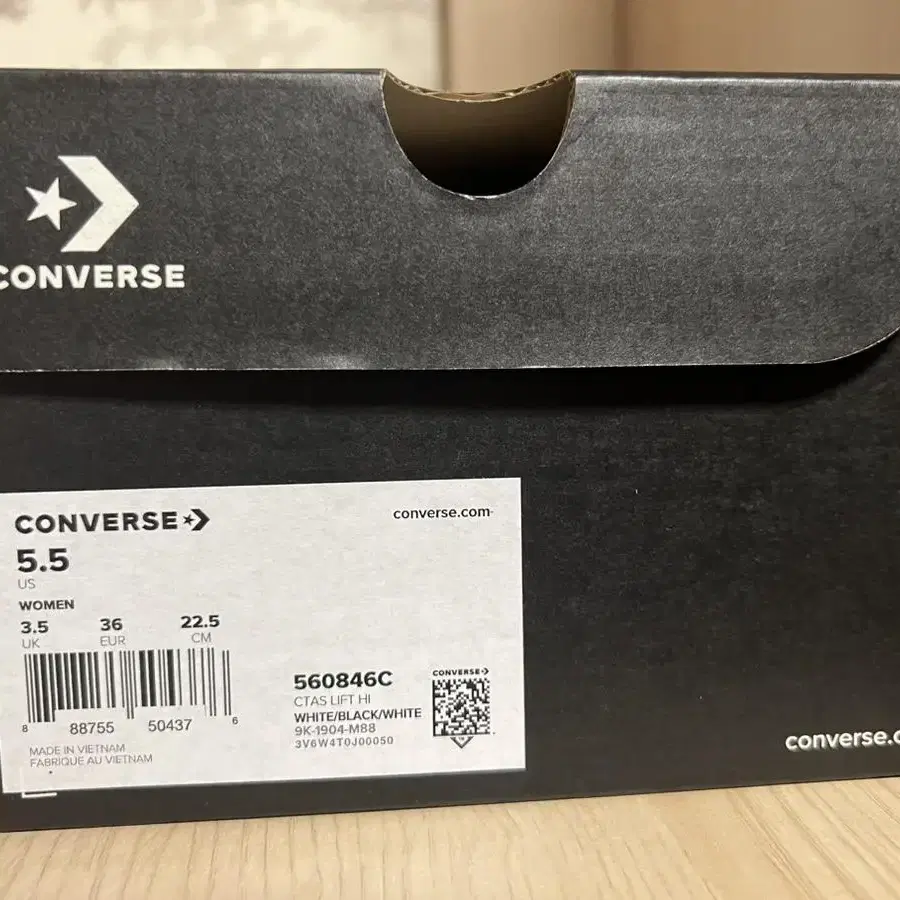 CONVERSE
CONVERSE
converse.com
5.5
US
WOMEN
3.5 36 22.5
UK EUR CM
8 88755 50437 6
560846C
CTAS LIFT HI
WHITE/BLACK/WHITE
9K-1904-M88
3V6W4T0J00050
CONVERSE
MADE IN VIETNAM
FABRIQUE AU VIETNAM
converse.c